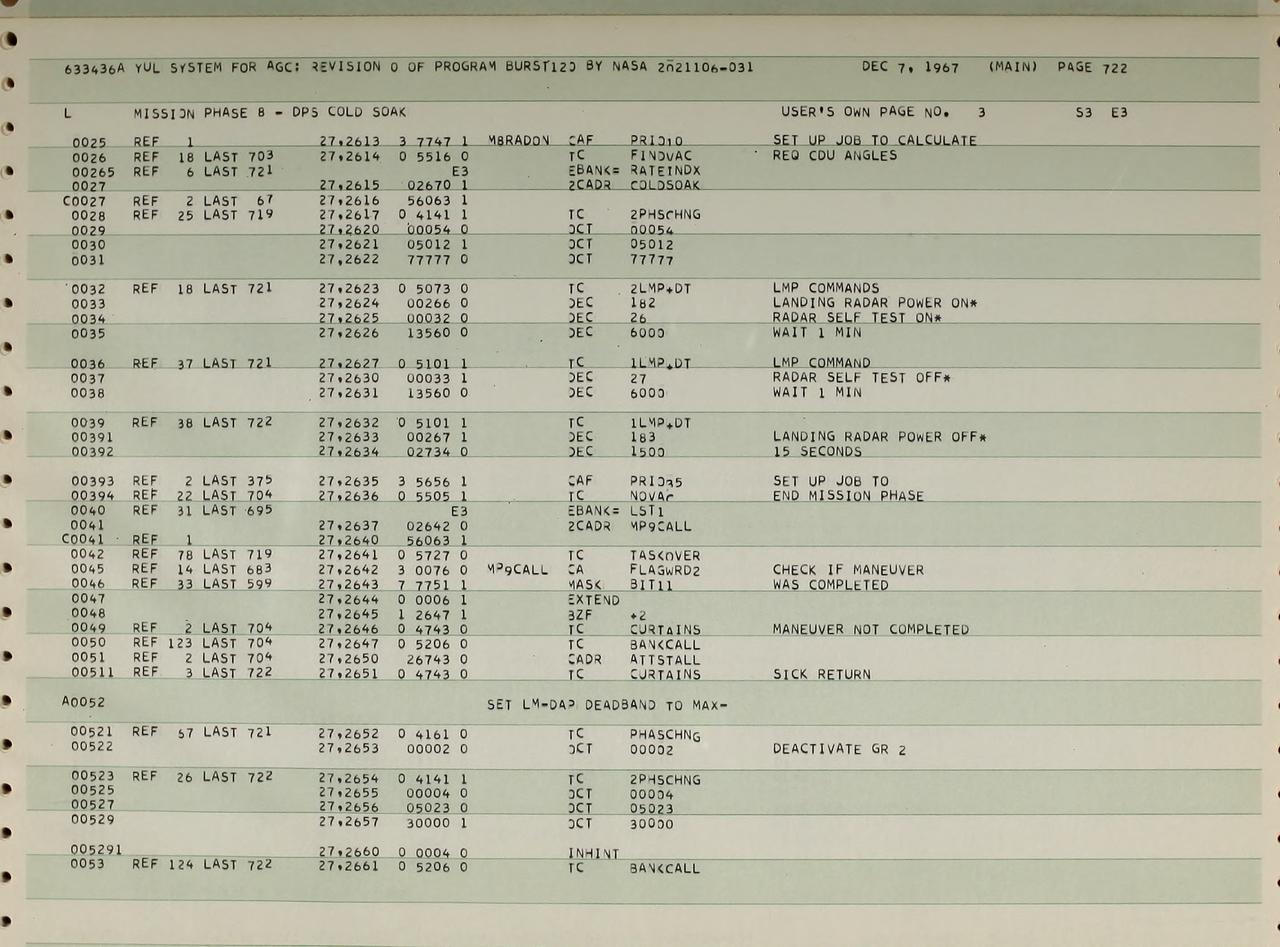 633436A YUL SYSTEM FOR AGC: REVISION 0 OF PROGRAM BURST120 BY NASA 2021106-031 DEC 7, 1967 (MAIN) PAGE 722
L MISSION PHASE 8 - DPS COLD SOAK USER'S OWN PAGE NO. 3 S3 E3
0025 REF 1 27,2613 3 7747 1 M8RADON CAF PRIO10 SET UP JOB TO CALCULATE
0026 REF 18 LAST 703 27,2614 0 5516 0 TC FINDVAC REQ CDU ANGLES
00265 REF 6 LAST 721 E3 EBANK= RATEINDX
0027 27,2615 02670 1 2CADR COLDSOAK
C0027 REF 2 LAST 67 27,2616 56063 1
0028 REF 25 LAST 719 27,2617 0 4141 1 TC 2PHSCHNG
0029 27,2620 00054 0 OCT 00054
0030 27,2621 05012 1 OCT 05012
0031 27,2622 77777 0 OCT 77777
0032 REF 18 LAST 721 27,2623 0 5073 0 TC 2LMP+DT LMP COMMANDS
0033 27,2624 00266 0 DEC 182 LANDING RADAR POWER ON*
0034 27,2625 00032 0 DEC 26 RADAR SELF TEST ON*
0035 27,2626 13560 0 DEC 6000 WAIT 1 MIN
0036 REF 37 LAST 721 27,2627 0 5101 1 TC 1LMP+DT LMP COMMAND
0037 27,2630 00033 1 DEC 27 RADAR SELF TEST OFF*
0038 27,2631 13560 0 DEC 6000 WAIT 1 MIN
0039 REF 38 LAST 722 27,2632 0 5101 1 TC 1LMP+DT
00391 27,2633 00267 1 DEC 183 LANDING RADAR POWER OFF*
00392 27,2634 02734 0 DEC 1500 15 SECONDS
00393 REF 2 LAST 375 27,2635 3 5656 1 CAF PRIO35 SET UP JOB TO
00394 REF 22 LAST 704 27,2636 0 5505 1 TC NOVAC END MISSION PHASE
0040 REF 31 LAST 695 E3 EBANK= LST1
0041 27,2637 02642 0 2CADR MP9CALL
C0041 REF 1 27,2640 56063 1
0042 REF 78 LAST 719 27,2641 0 5727 0 TC TASKOVER
0045 REF 14 LAST 683 27,2642 3 0076 0 MP9CALL CA FLAGWRD2 CHECK IF MANEUVER
0046 REF 33 LAST 599 27,2643 7 7751 1 MASK BIT11 WAS COMPLETED
0047 27,2644 0 0006 1 EXTEND
0048 27,2645 1 2647 1 BZF +2
0049 REF 2 LAST 704 27,2646 0 4743 0 TC CURTAINS MANEUVER NOT COMPLETED
0050 REF 123 LAST 704 27,2647 0 5206 0 TC BANKCALL
0051 REF 2 LAST 704 27,2650 26743 0 CADR ATTSTALL
00511 REF 3 LAST 722 27,2651 0 4743 0 TC CURTAINS SICK RETURN
A0052 SET LM-DAP DEADBAND TO MAX-
00521 REF 67 LAST 721 27,2652 0 4161 0 TC PHASCHNG
00522 27,2653 00002 0 OCT 00002 DEACTIVATE GR 2
00523 REF 26 LAST 722 27,2654 0 4141 1 TC 2PHSCHNG
00525 27,2655 00004 0 OCT 00004
00527 27,2656 05023 0 OCT 05023
00529 27,2657 30000 1 OCT 30000
005291 27,2660 0 0004 0 INHINT
0053 REF 124 LAST 722 27,2661 0 5206 0 TC BANKCALL